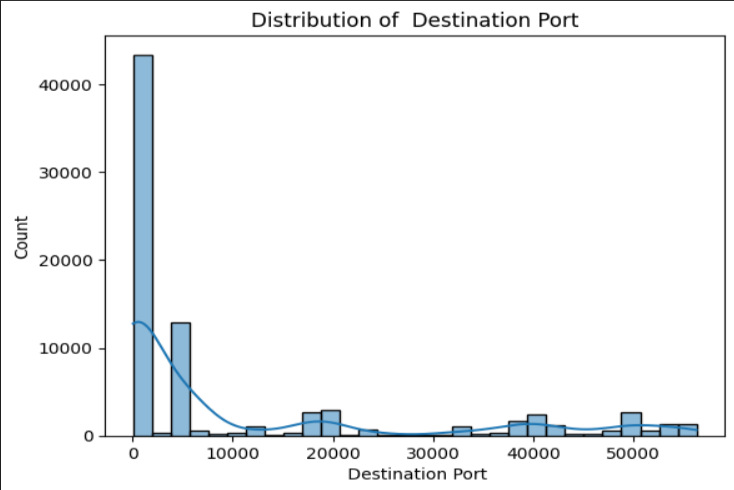 Distribution of  Destination Port
Count
40000
30000
20000
10000
0
0 10000 20000 30000 40000 50000
Destination Port